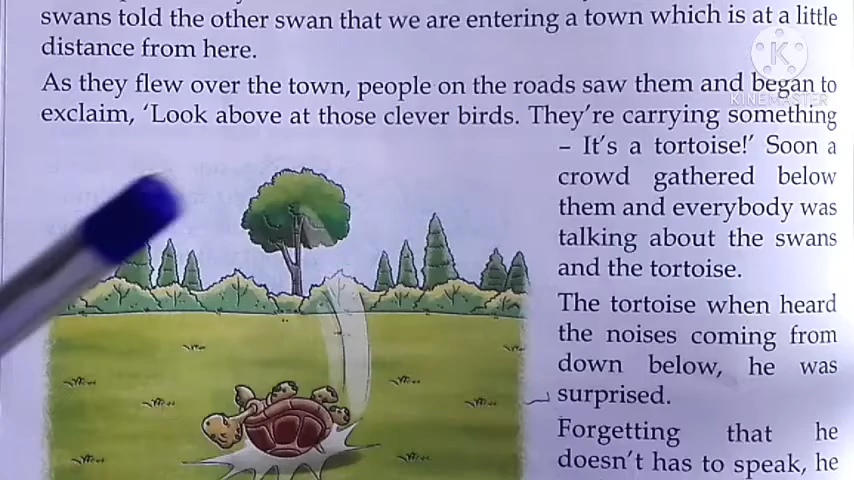 swans told the other swan that we are entering a town which is at a little
distance from here.
As they flew over the town, people on the roads saw them and began to
exclaim, ‘Look above at those clever birds. They’re carrying something
– It’s a tortoise!’ Soon a
crowd gathered below
them and everybody was
talking about the swans
and the tortoise.
The tortoise when heard
the noises coming from
down below, he was
surprised.
Forgetting that he
doesn’t has to speak, he
K
KINEMASTER